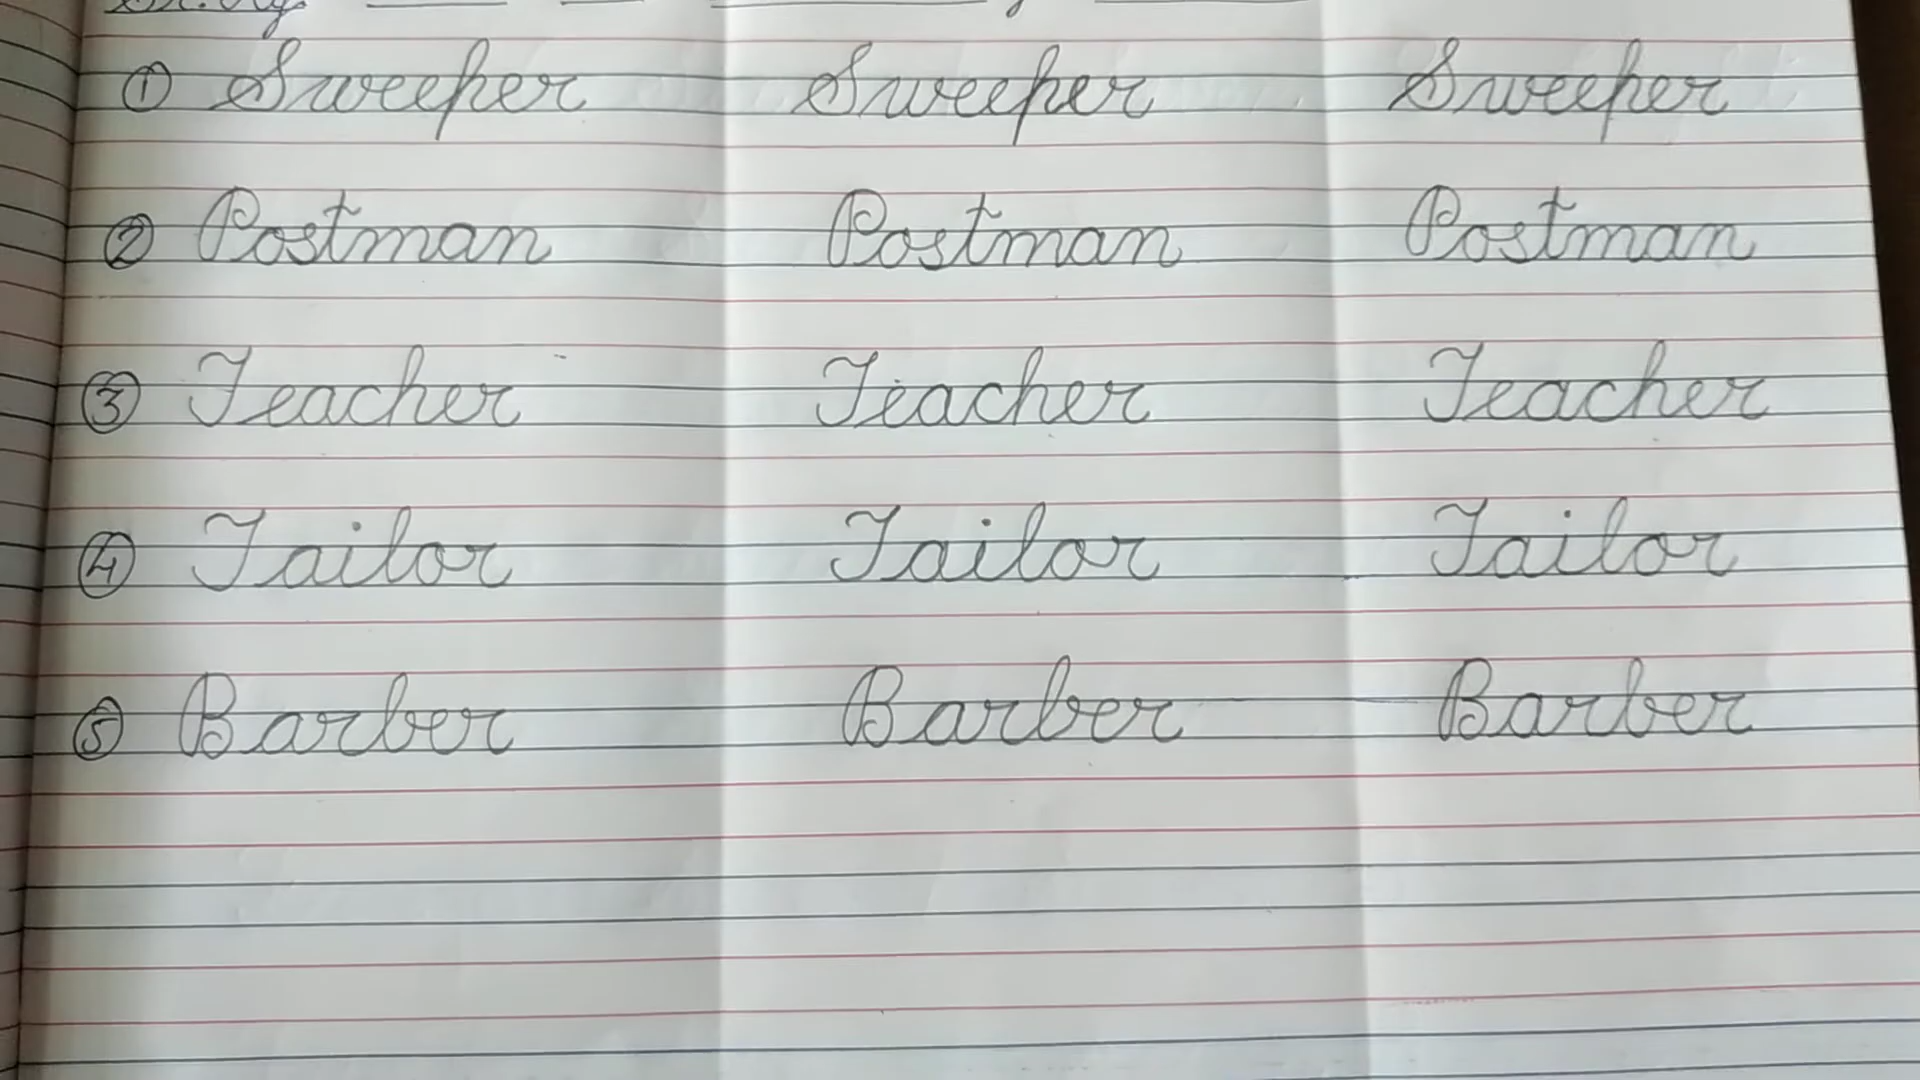 ① Sweeper Sweeper Sweeper
② Postman Postman Postman
③ Teacher Teacher Teacher
④ Tailor Tailor Tailor
⑤ Barber Barber Barber